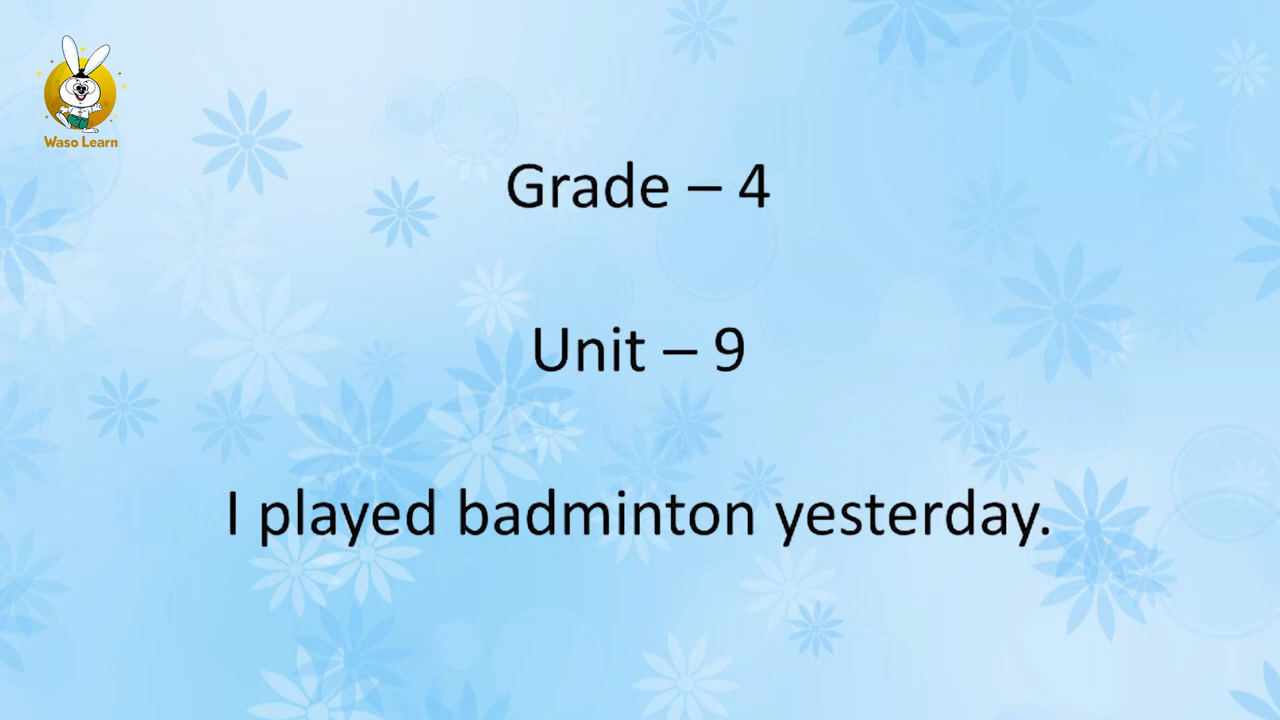 Waso Learn
Grade – 4
Unit – 9
I played badminton yesterday.